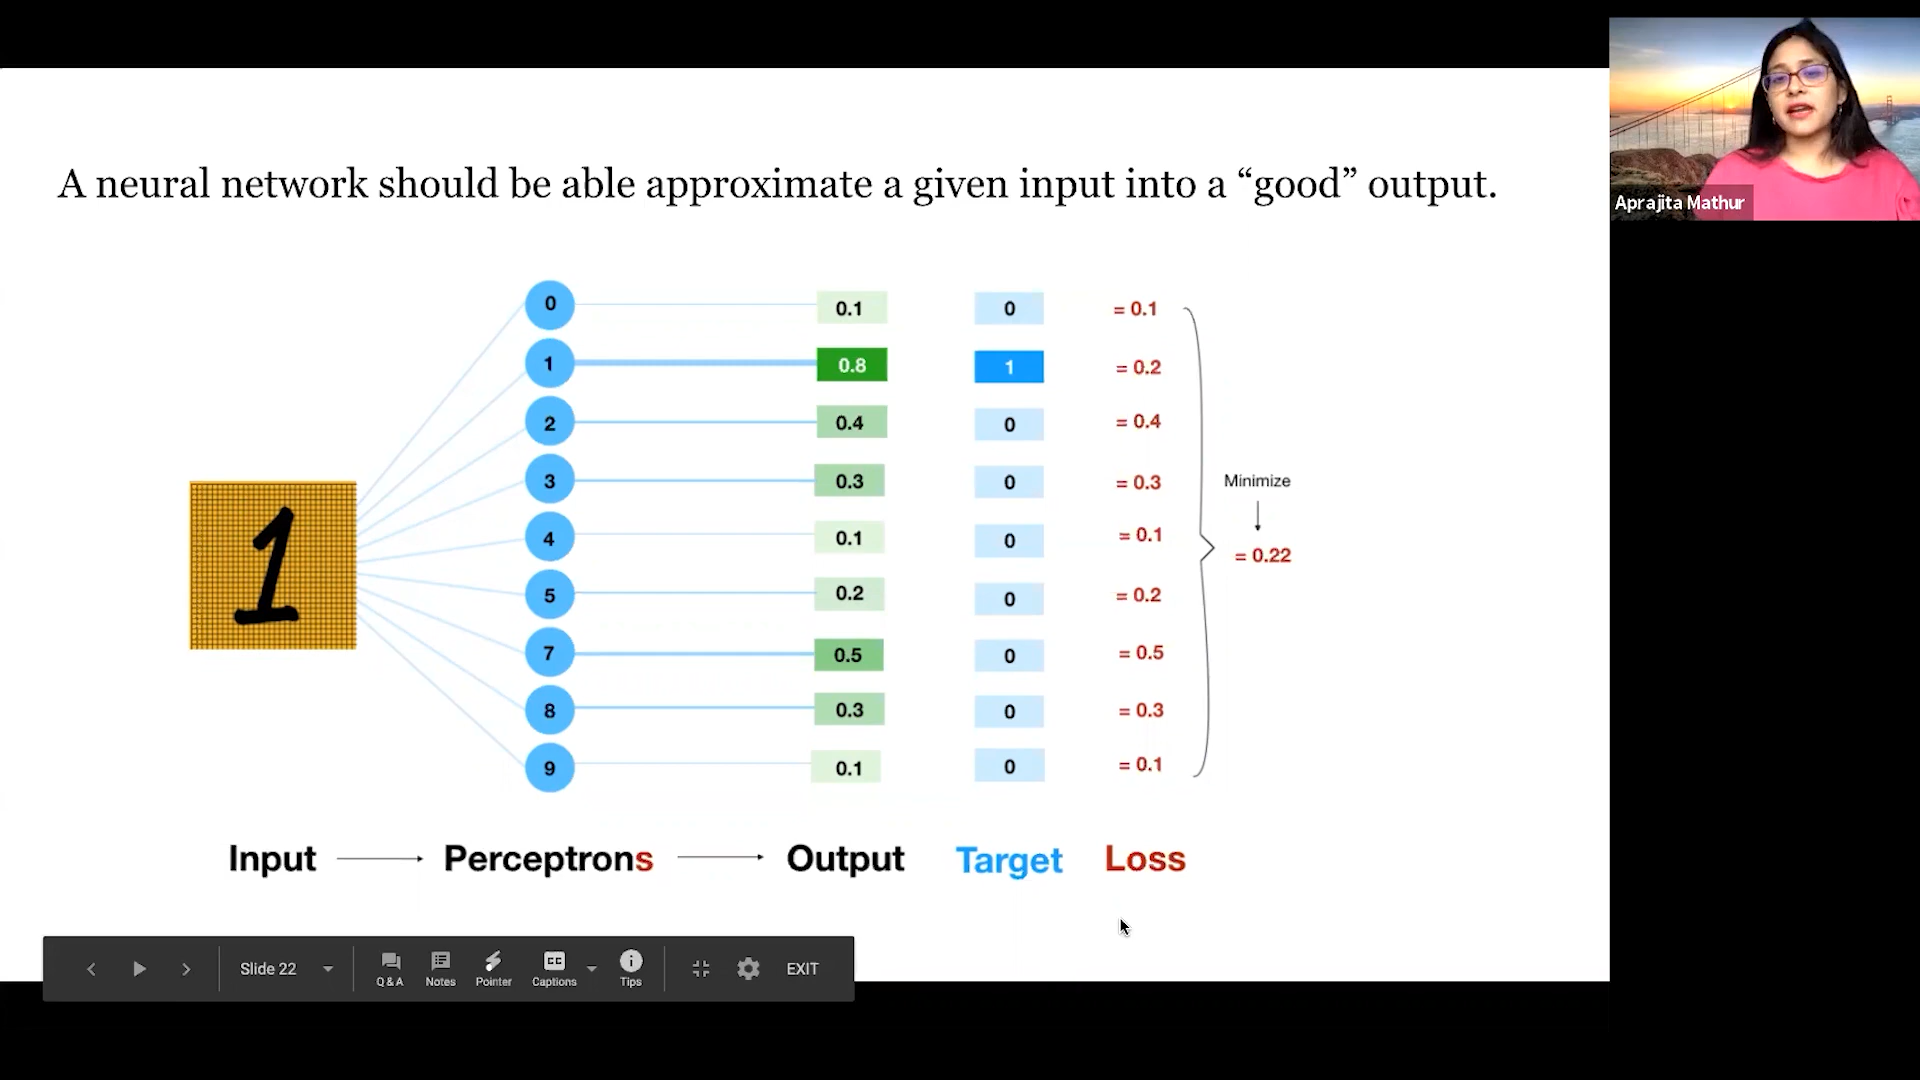 Aprajita Mathur
A neural network should be able approximate a given input into a “good” output.
0 0.1 0 = 0.1
1 0.8 1 = 0.2
2 0.4 0 = 0.4
3 0.3 0 = 0.3
Minimize
4 0.1 0 = 0.1
= 0.22
1
5 0.2 0 = 0.2
7 0.5 0 = 0.5
8 0.3 0 = 0.3
9 0.1 0 = 0.1
Input Perceptrons Output Target Loss
Slide 22 Q & A Notes Pointer CC Captions Tips EXIT